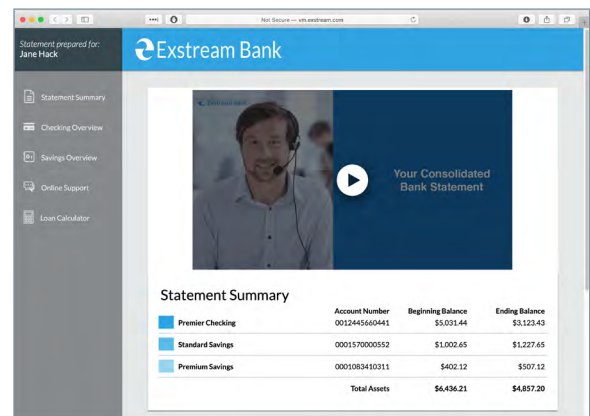 Not Secure — vm.exstream.com
Statement prepared for:
Jane Hack
Exstream Bank
Statement Summary
Checking Overview
Savings Overview
Online Support
Loan Calculator
Exstream Bank
Your Consolidated
Bank Statement
Statement Summary
Account Number Beginning Balance Ending Balance
Premier Checking 0012445660441 $5,031.44 $3,123.43
Standard Savings 0001570000552 $1,002.65 $1,227.65
Premium Savings 0001083410311 $402.12 $507.12
Total Assets $6,436.21 $4,857.20